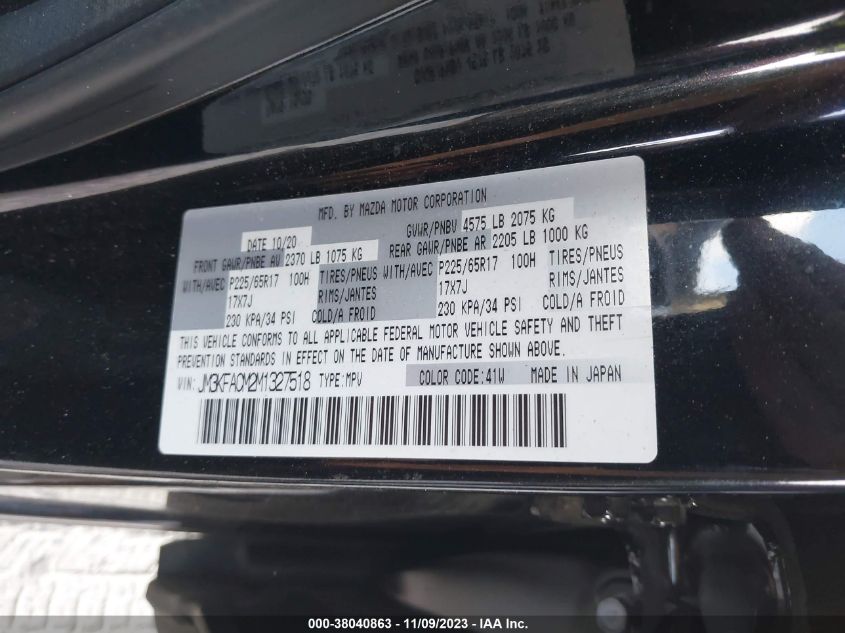 MFD. BY MAZDA MOTOR CORPORATION
DATE 10/20 GVWR/PNBV 4575 LB 2075 KG
FRONT GAWR/PNBE AV 2370 LB 1075 KG REAR GAWR/PNBE AR 2205 LB 1000 KG
WITH/AVEC P225/65R17 100H TIRES/PNEUS WITH/AVEC P225/65R17 100H TIRES/PNEUS
17X7J RIMS/JANTES 17X7J RIMS/JANTES
230 KPA/34 PSI COLD/A FROID 230 KPA/34 PSI COLD/A FROID
THIS VEHICLE CONFORMS TO ALL APPLICABLE FEDERAL MOTOR VEHICLE SAFETY AND THEFT
PREVENTION STANDARDS IN EFFECT ON THE DATE OF MANUFACTURE SHOWN ABOVE.
VIN: JM3KFACM2M1327518 TYPE:MPV COLOR CODE:41W MADE IN JAPAN
000-38040863 - 11/09/2023 - IAA Inc.